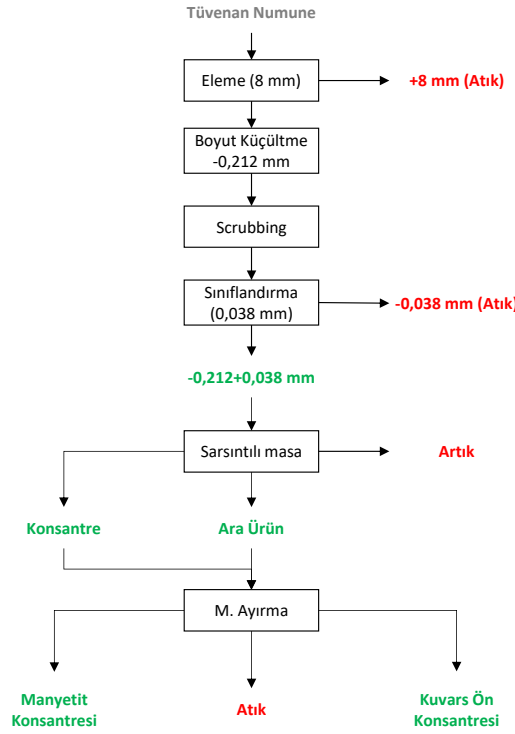 Tüvenan Numune
Eleme (8 mm)
+8 mm (Atık)
Boyut Küçültme
-0,212 mm
Scrubbing
Sınıflandırma
(0,038 mm)
-0,038 mm (Atık)
-0,212+0,038 mm
Sarsıntılı masa
Artık
Konsantre
Ara Ürün
M. Ayırma
Manyetit
Konsantresi
Atık
Kuvars Ön
Konsantresi